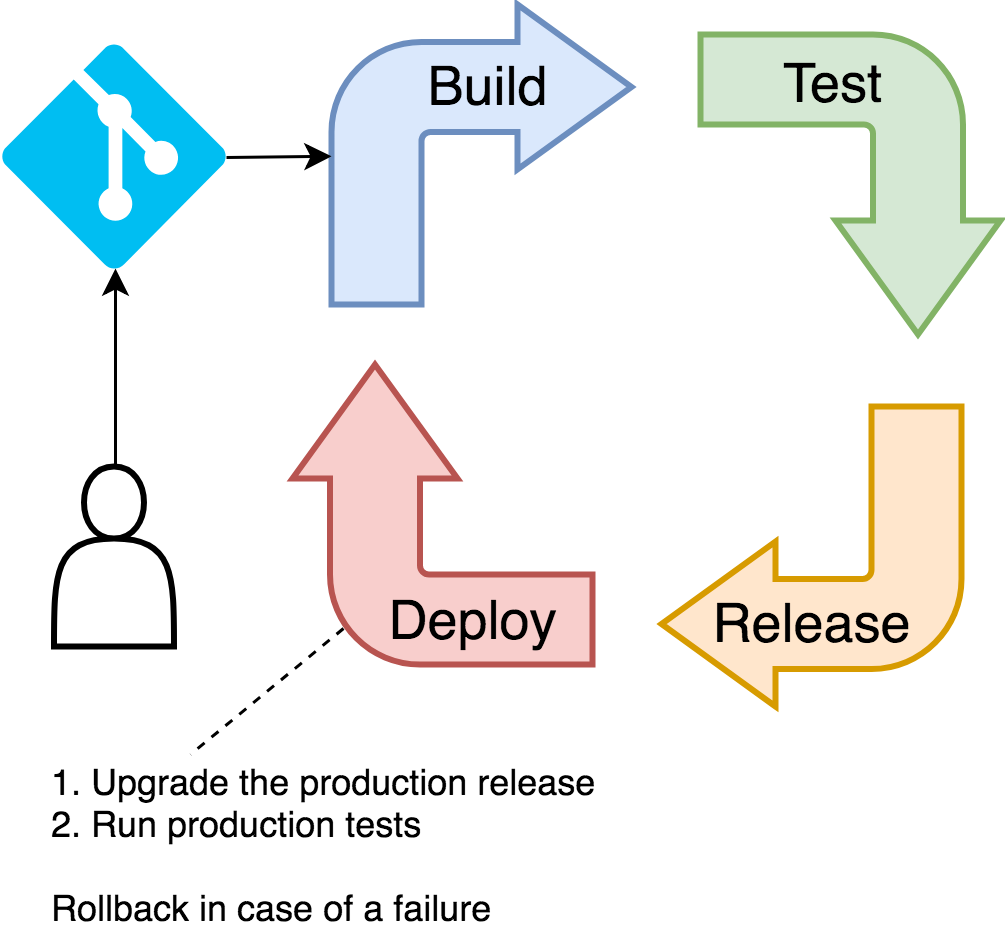 Build
Test
Release
Deploy
1. Upgrade the production release
2. Run production tests
Rollback in case of a failure